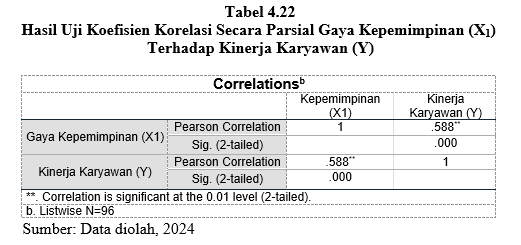 Tabel 4.22
Hasil Uji Koefisien Korelasi Secara Parsial Gaya Kepemimpinan (X₁)
Terhadap Kinerja Karyawan (Y)
Correlationsᵇ
Kepemimpinan (X1) Kinerja Karyawan (Y)
Gaya Kepemimpinan (X1) Pearson Correlation 1 .588**
Sig. (2-tailed) .000
Kinerja Karyawan (Y) Pearson Correlation .588** 1
Sig. (2-tailed) .000
**. Correlation is significant at the 0.01 level (2-tailed).
b. Listwise N=96
Sumber: Data diolah, 2024